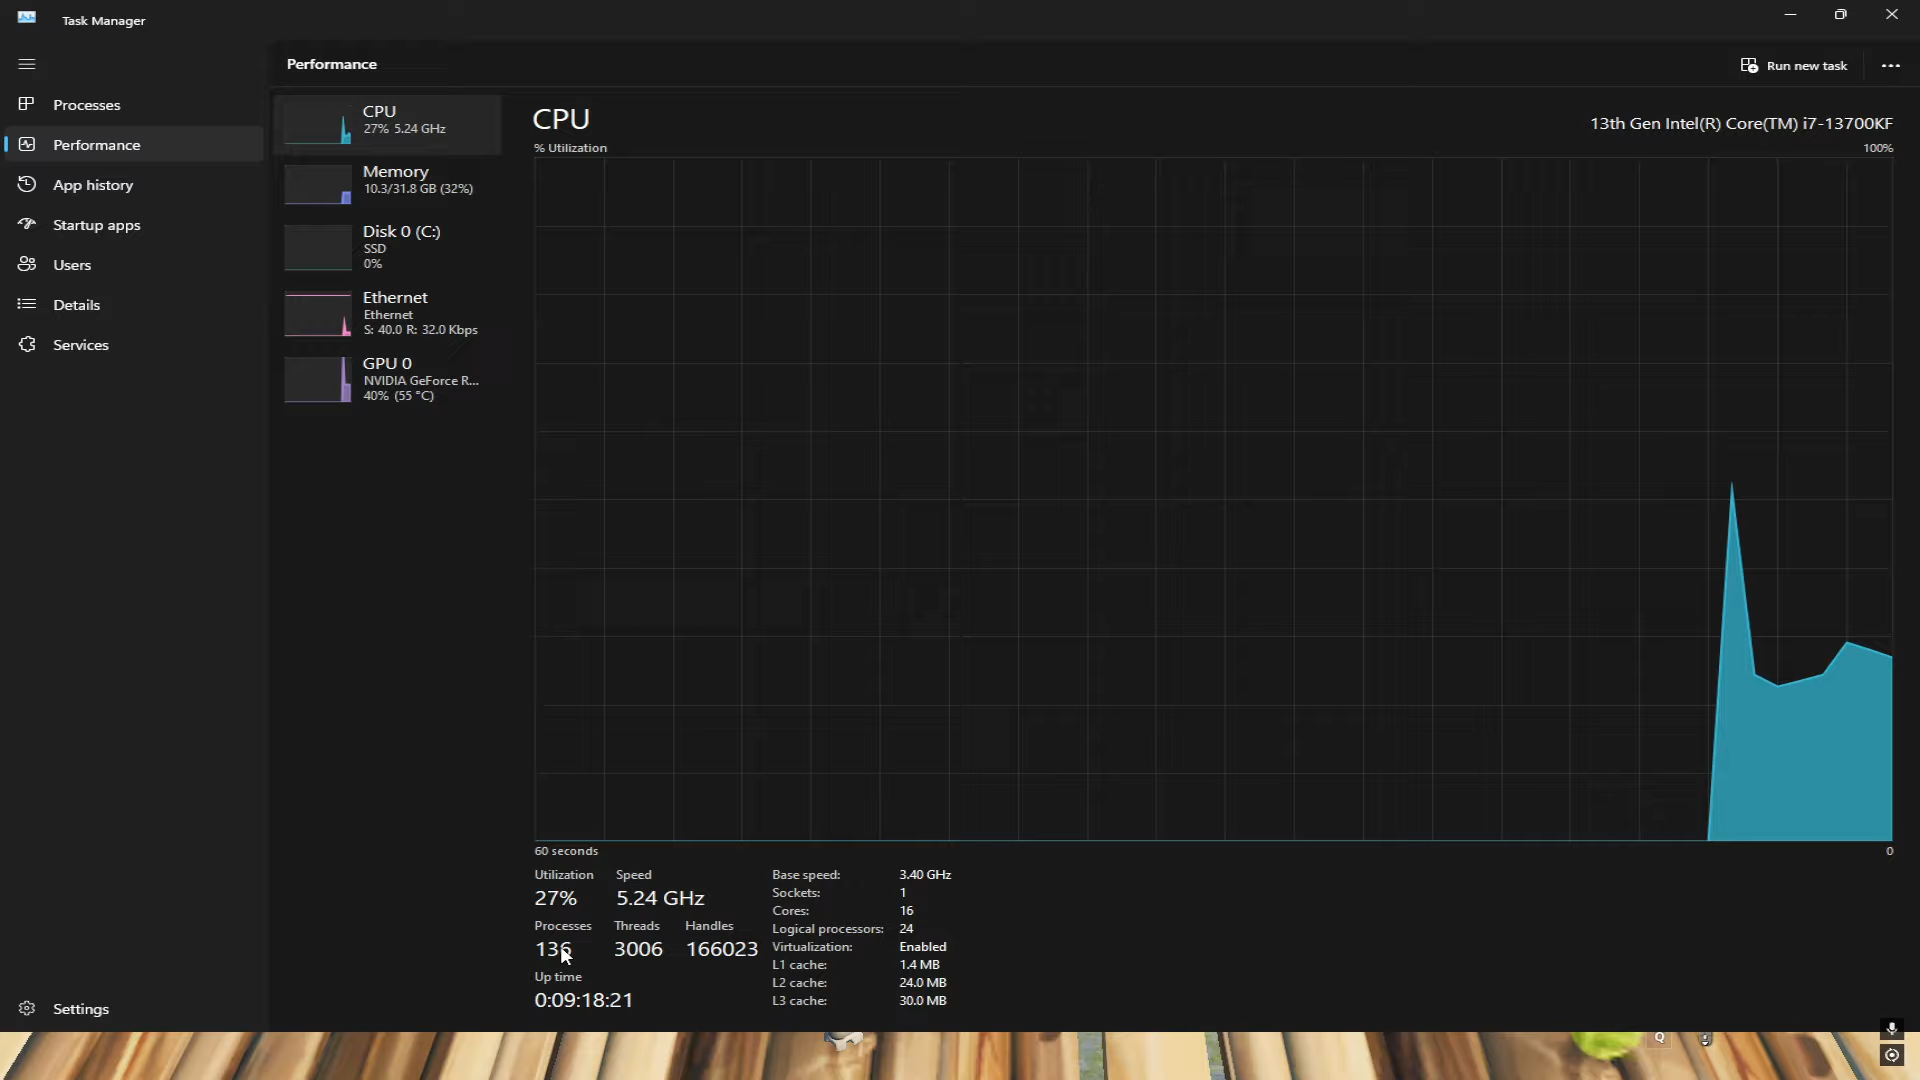 Task Manager
Performance
Run new task
Processes
Performance
App history
Startup apps
Users
Details
Services
Settings
CPU
27% 5.24 GHz
Memory
10.3/31.8 GB (32%)
Disk 0 (C:)
SSD
0%
Ethernet
Ethernet
S: 40.0 R: 32.0 Kbps
GPU 0
NVIDIA GeForce R...
40% (55 °C)
CPU
13th Gen Intel(R) Core(TM) i7-13700KF
% Utilization
100%
60 seconds
0
Utilization Speed
27% 5.24 GHz
Processes Threads Handles
136 3006 166023
Up time
0:09:18:21
Base speed: 3.40 GHz
Sockets: 1
Cores: 16
Logical processors: 24
Virtualization: Enabled
L1 cache: 1.4 MB
L2 cache: 24.0 MB
L3 cache: 30.0 MB
Q